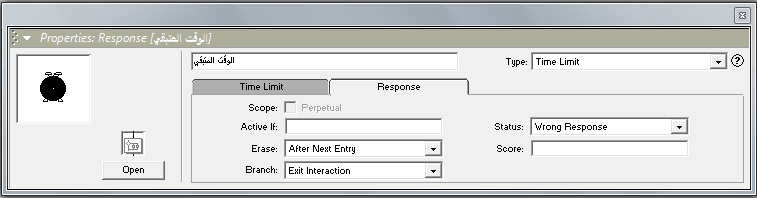 Properties: Response [الوقت المتبقي]
الوقت المتبقي
Type: Time Limit
Time Limit
Response
Scope: Perpetual
Active If:
Status: Wrong Response
Erase: After Next Entry
Score:
Branch: Exit Interaction
Open